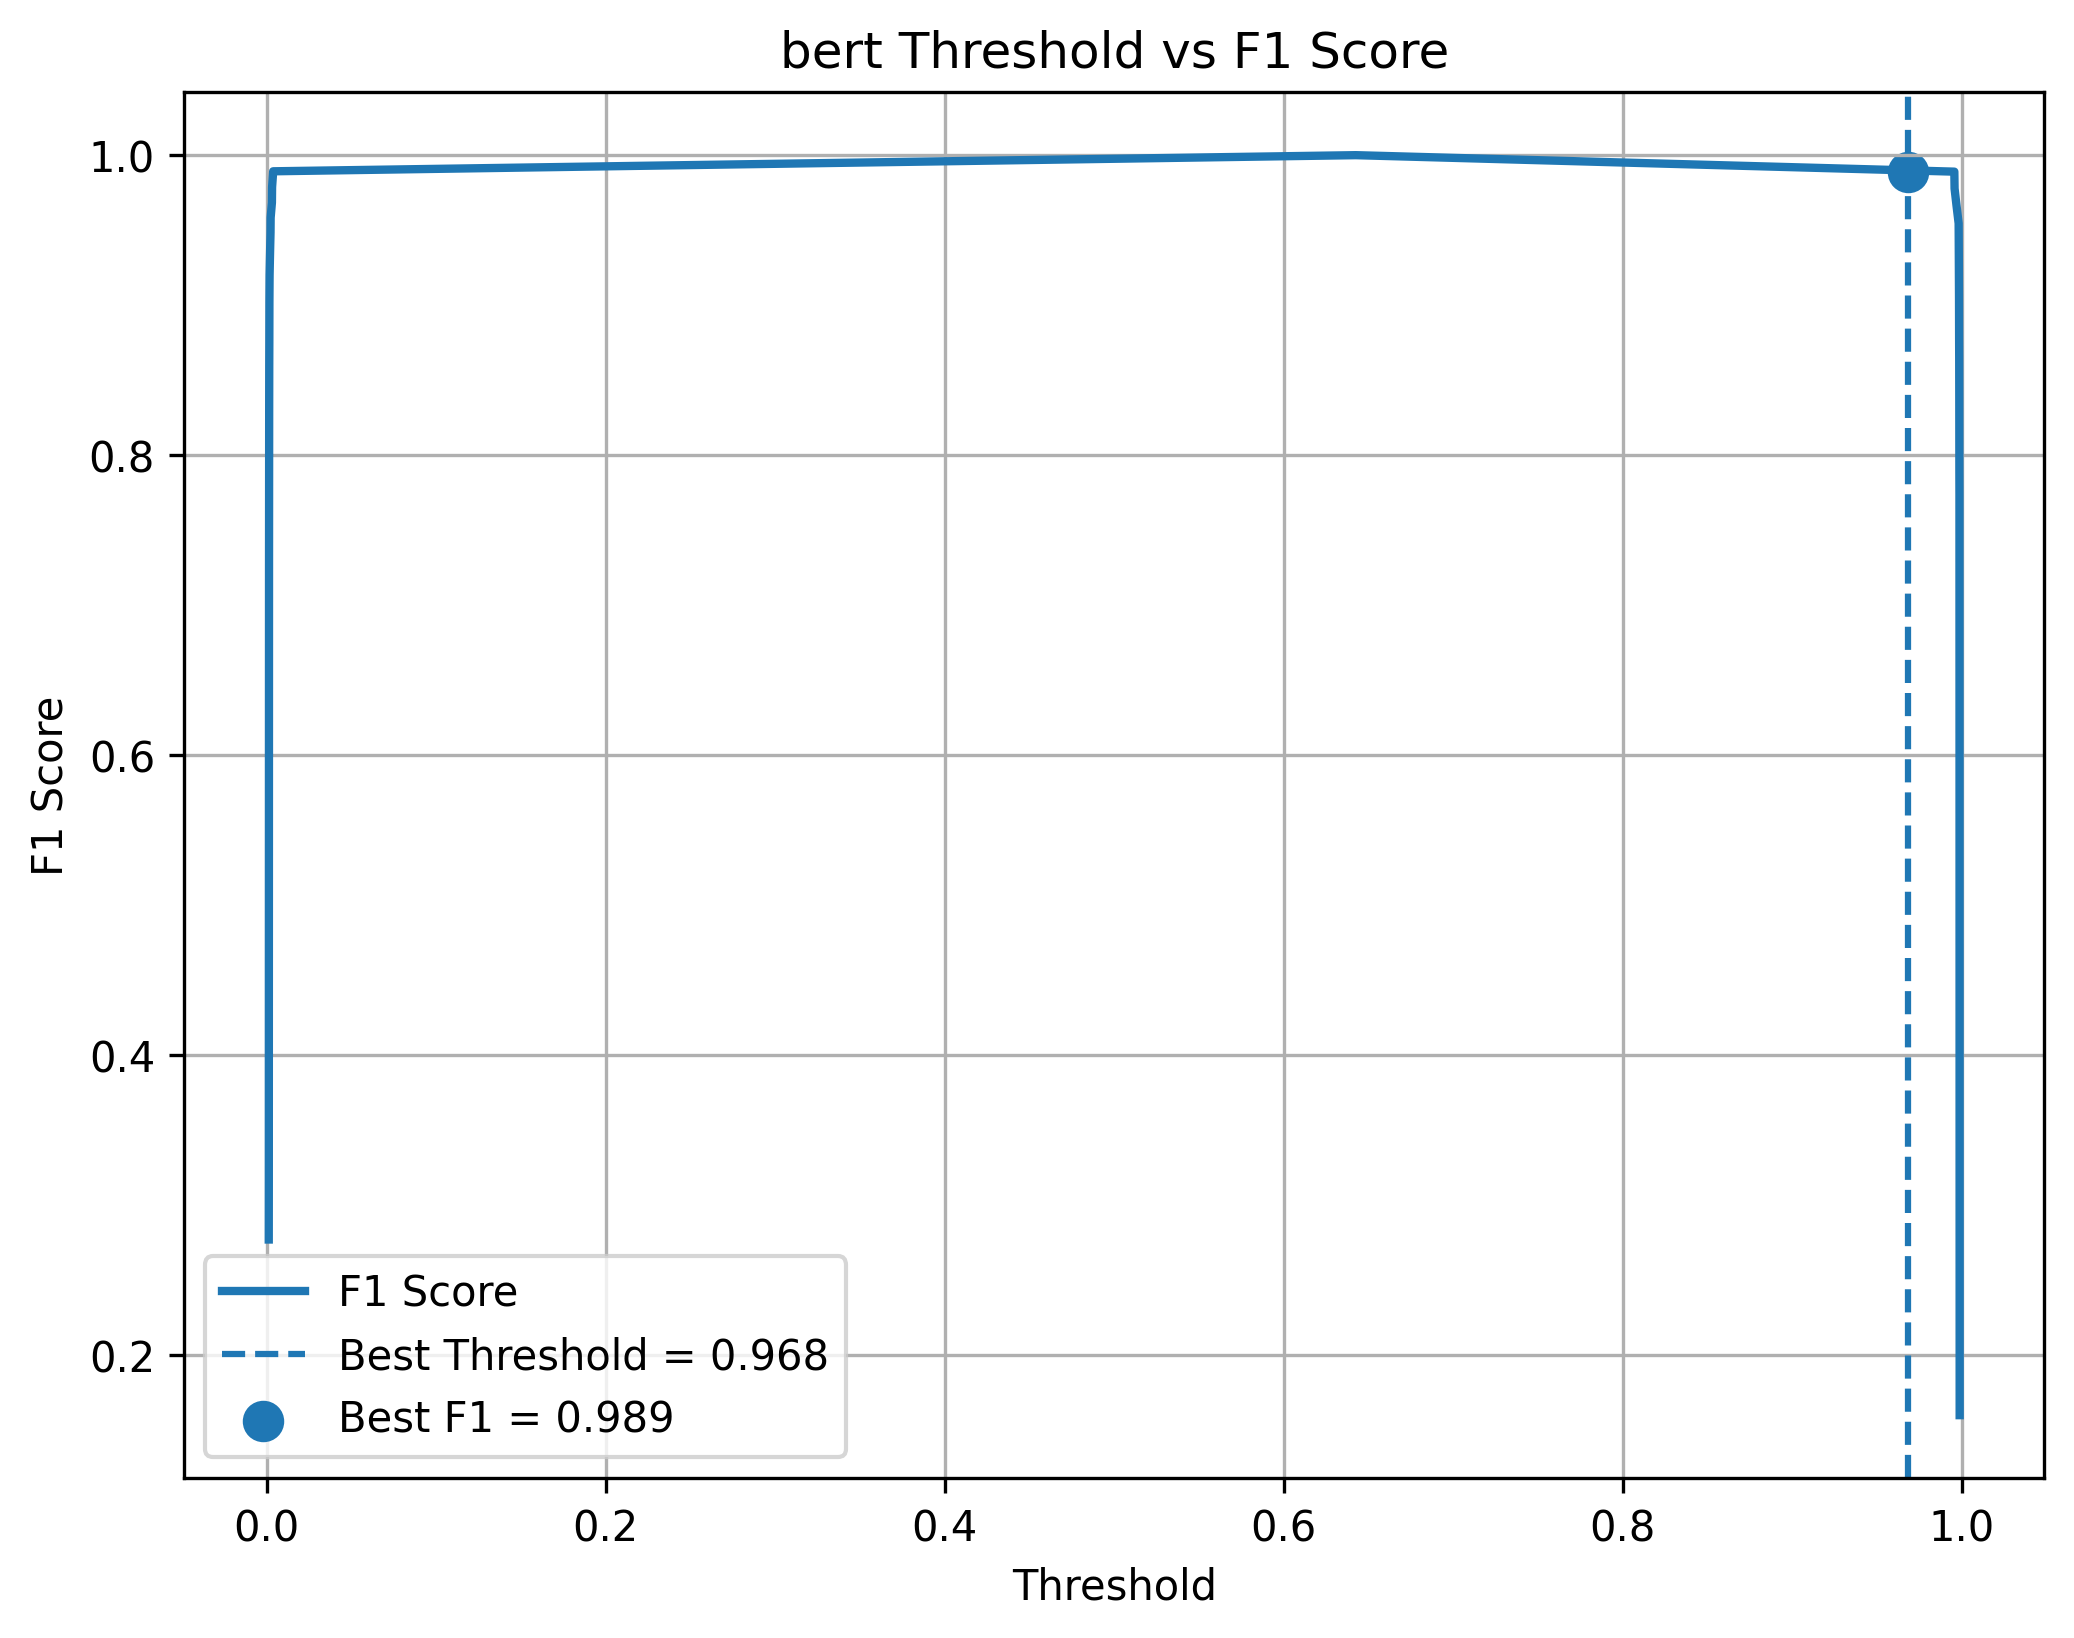 bert Threshold vs F1 Score
F1 Score
1.0
0.8
0.6
0.4
0.2
F1 Score
Best Threshold = 0.968
Best F1 = 0.989
0.0
0.2
0.4
0.6
0.8
1.0
Threshold